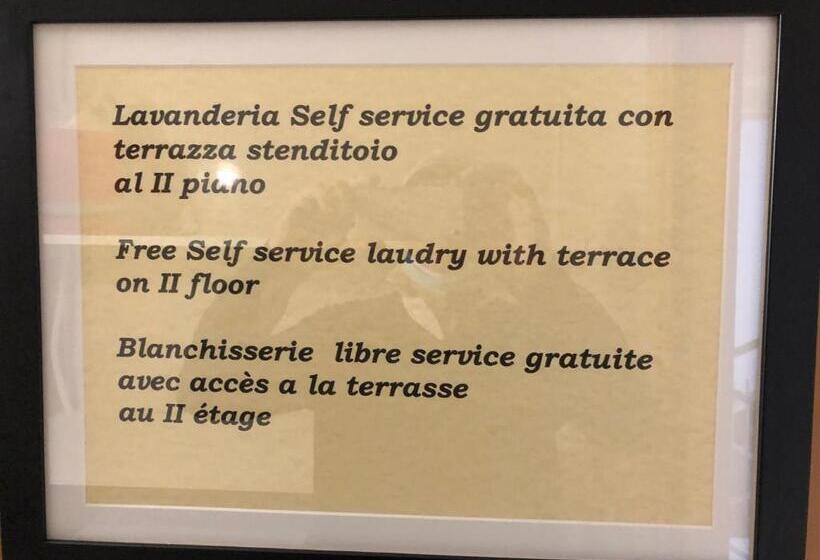 Lavanderia Self service gratuita con
terrazza stenditoio
al II piano
Free Self service laudry with terrace
on II floor
Blanchisserie libre service gratuite
avec accès a la terrasse
au II étage